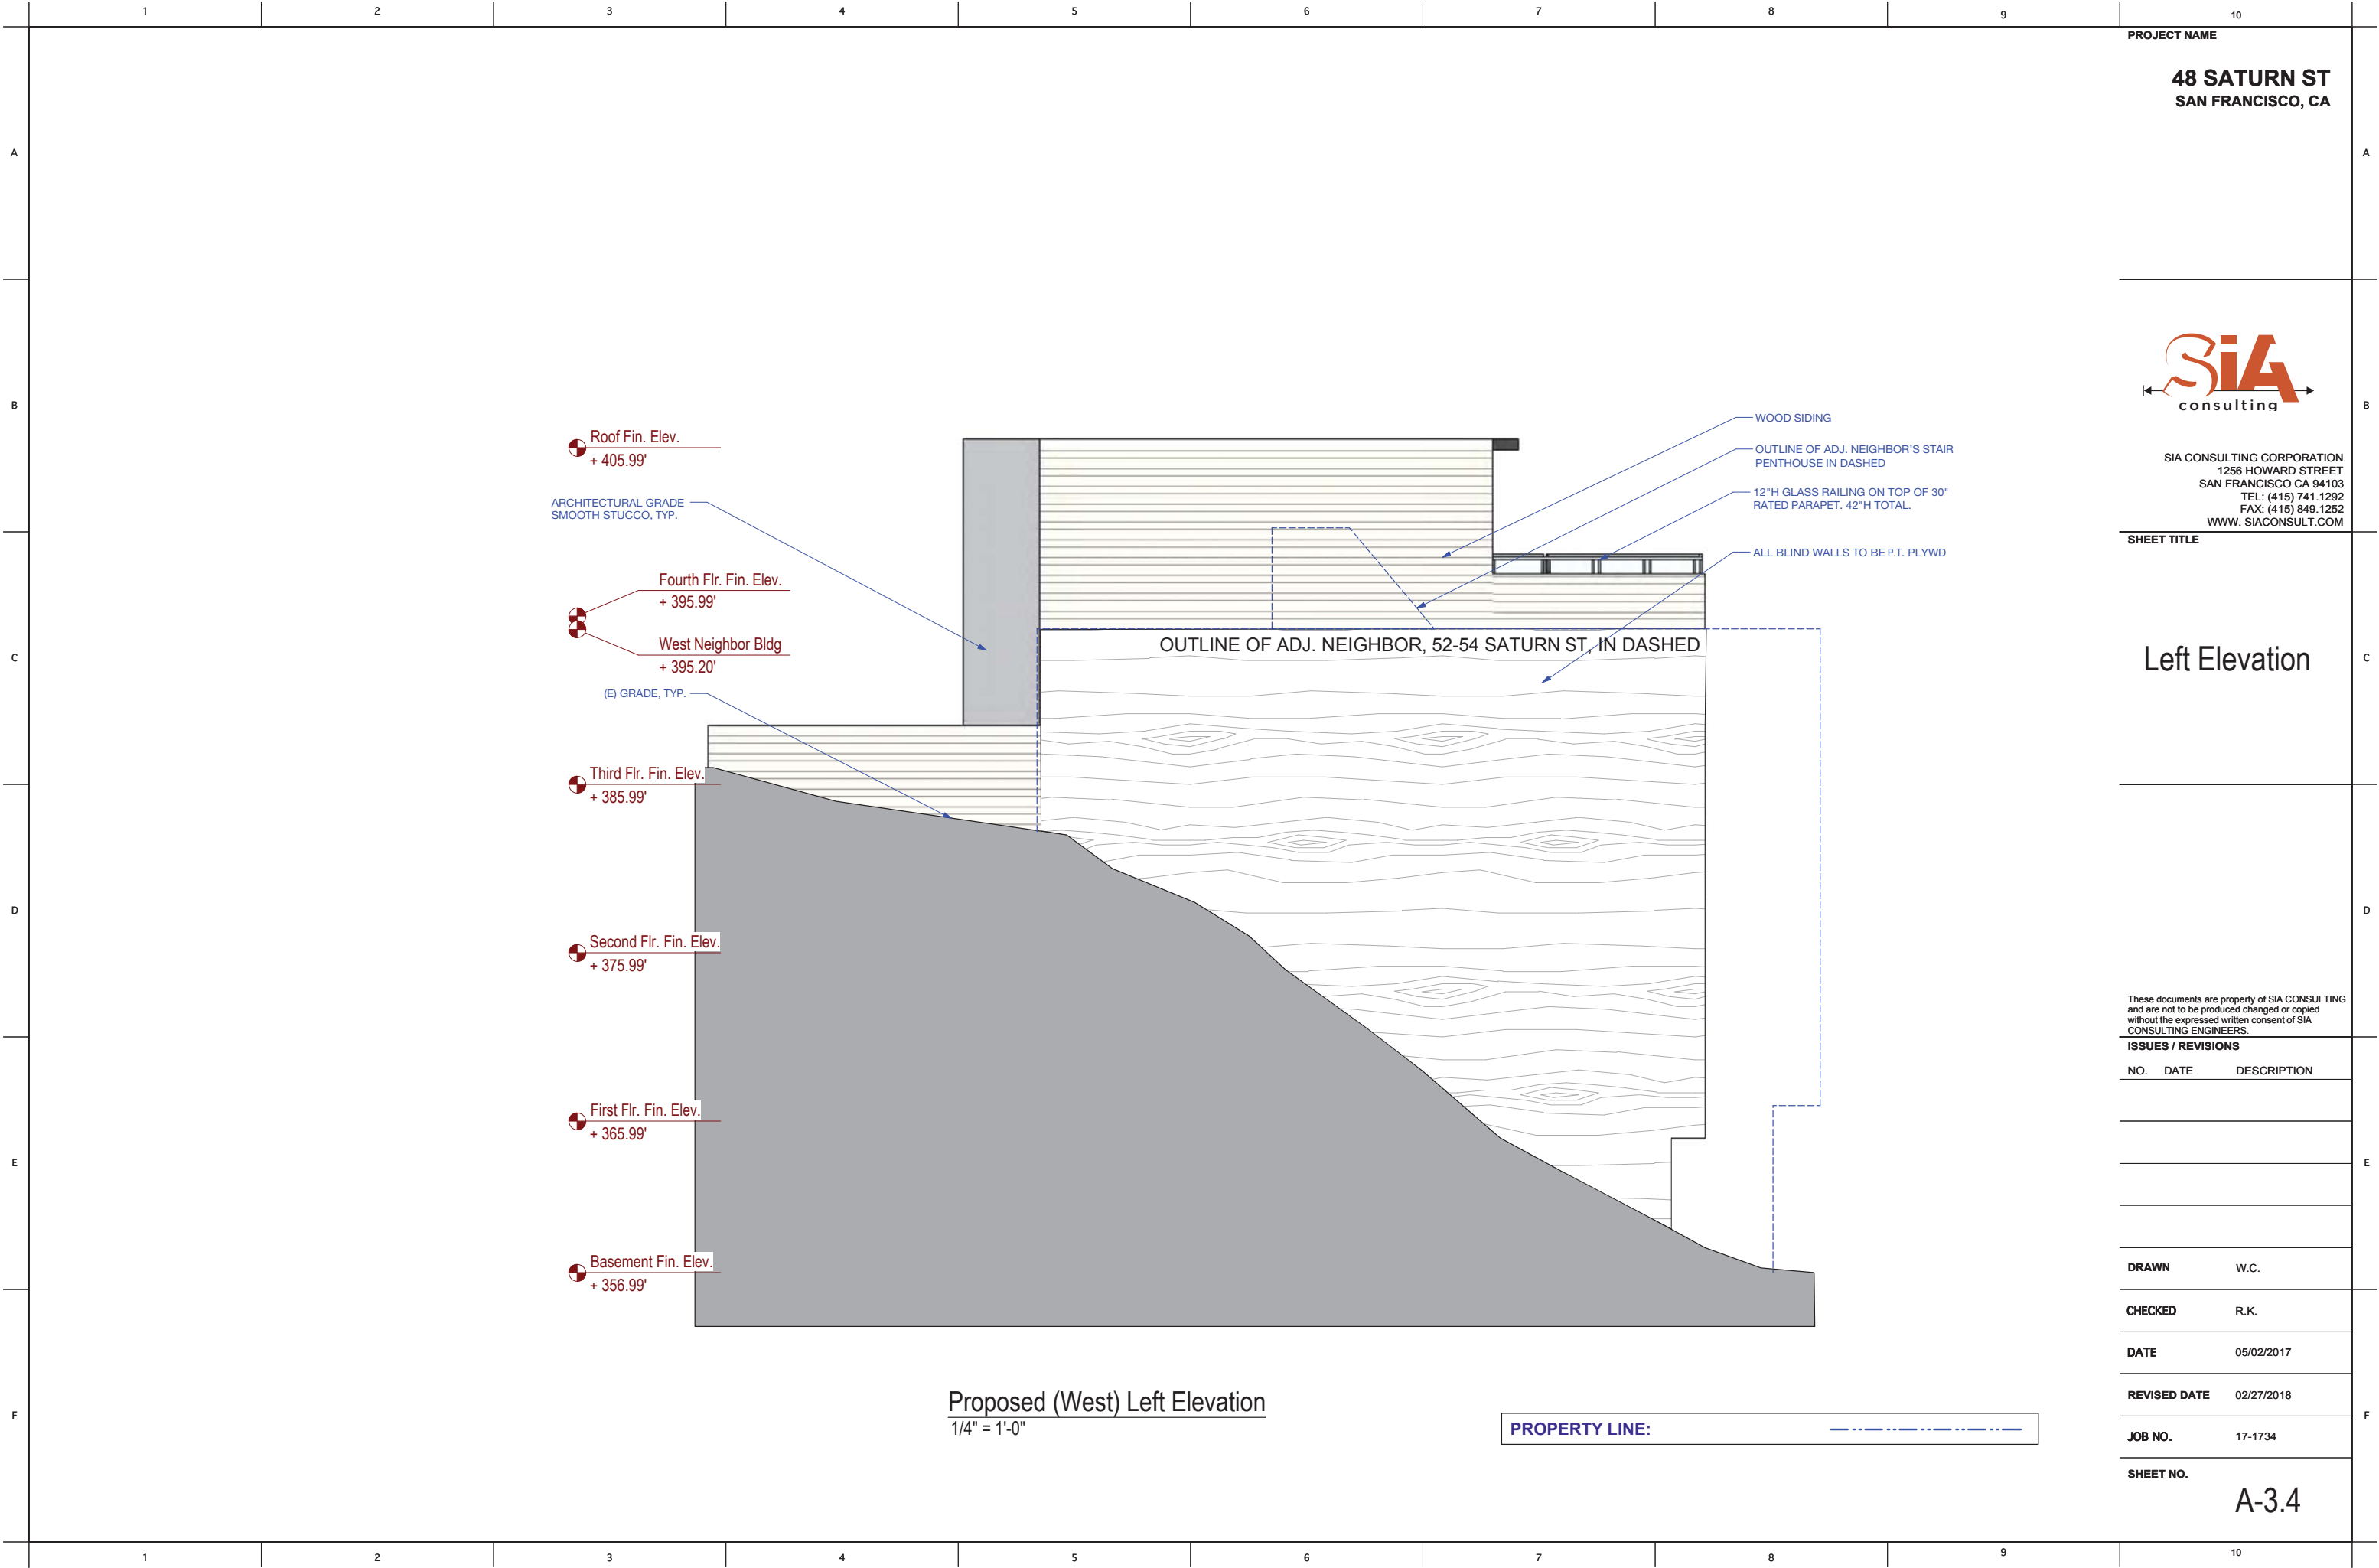 1 2 3 4 5 6 7 8 9 10
PROJECT NAME
48 SATURN ST
SAN FRANCISCO, CA
A A
SiA
consulting
B B
SIA CONSULTING CORPORATION
1256 HOWARD STREET
SAN FRANCISCO CA 94103
TEL: (415) 741.1292
FAX: (415) 849.1252
WWW. SIACONSULT.COM
SHEET TITLE
Left Elevation
C C
Roof Fin. Elev.
+ 405.99'
ARCHITECTURAL GRADE
SMOOTH STUCCO, TYP.
Fourth Flr. Fin. Elev.
+ 395.99'
West Neighbor Bldg
+ 395.20'
(E) GRADE, TYP.
Third Flr. Fin. Elev.
+ 385.99'
Second Flr. Fin. Elev.
+ 375.99'
First Flr. Fin. Elev.
+ 365.99'
Basement Fin. Elev.
+ 356.99'
WOOD SIDING
OUTLINE OF ADJ. NEIGHBOR'S STAIR
PENTHOUSE IN DASHED
12"H GLASS RAILING ON TOP OF 30"
RATED PARAPET. 42"H TOTAL.
ALL BLIND WALLS TO BE P.T. PLYWD
OUTLINE OF ADJ. NEIGHBOR, 52-54 SATURN ST, IN DASHED
D D
These documents are property of SIA CONSULTING
and are not to be produced changed or copied
without the expressed written consent of SIA
CONSULTING ENGINEERS.
ISSUES / REVISIONS
NO. DATE DESCRIPTION
E E
DRAWN W.C.
CHECKED R.K.
DATE 05/02/2017
REVISED DATE 02/27/2018
JOB NO. 17-1734
SHEET NO.
A-3.4
F F
Proposed (West) Left Elevation
1/4" = 1'-0"
PROPERTY LINE:
1 2 3 4 5 6 7 8 9 10